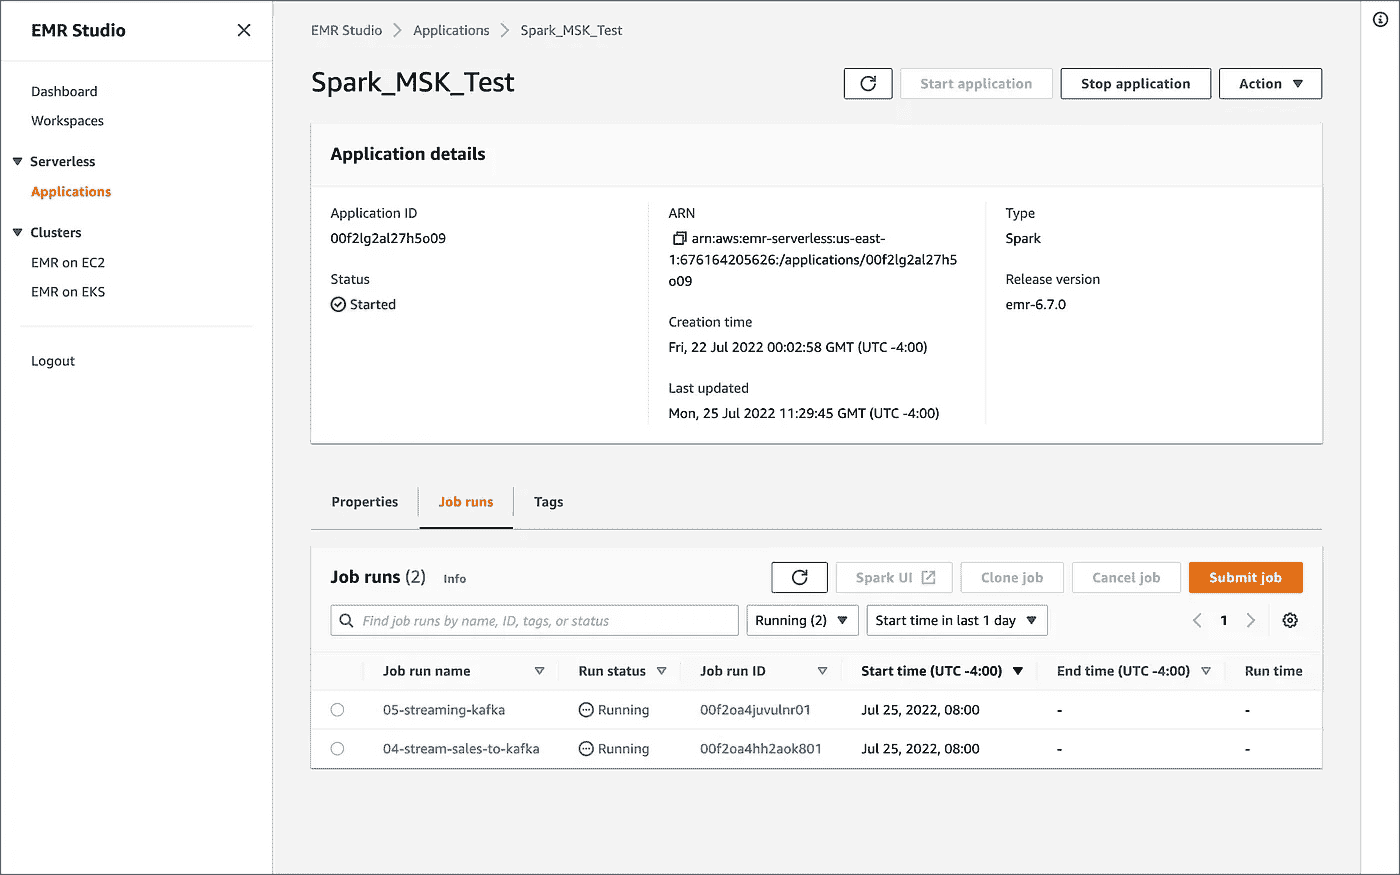 EMR Studio
Dashboard
Workspaces
Serverless
Applications
Clusters
EMR on EC2
EMR on EKS
Logout
EMR Studio > Applications > Spark_MSK_Test
Spark_MSK_Test
Start application
Stop application
Action
Application details
Application ID
00f2lg2al27h5o09
Status
Started
ARN
arn:aws:emr-serverless:us-east-
1:676164205626:/applications/00f2lg2al27h5
o09
Creation time
Fri, 22 Jul 2022 00:02:58 GMT (UTC -4:00)
Last updated
Mon, 25 Jul 2022 11:29:45 GMT (UTC -4:00)
Type
Spark
Release version
emr-6.7.0
Properties
Job runs
Tags
Job runs (2) Info
Spark UI
Clone job
Cancel job
Submit job
Find job runs by name, ID, tags, or status
Running (2)
Start time in last 1 day
1
Job run name Run status Job run ID Start time (UTC -4:00) End time (UTC -4:00) Run time
05-streaming-kafka Running 00f2oa4juvulnr01 Jul 25, 2022, 08:00 - -
04-stream-sales-to-kafka Running 00f2oa4hh2aok801 Jul 25, 2022, 08:00 - -